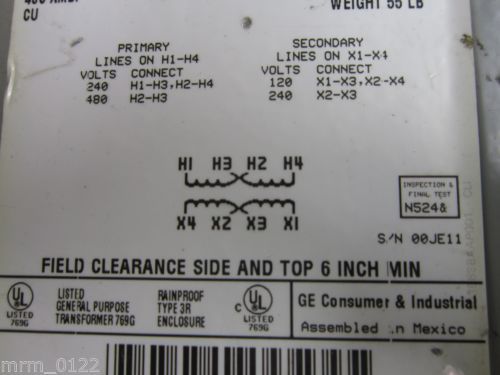 WEIGHT 55 LB
CU
PRIMARY
LINES ON H1-H4
VOLTS CONNECT
240 H1-H3,H2-H4
480 H2-H3
SECONDARY
LINES ON X1-X4
VOLTS CONNECT
120 X1-X3,X2-X4
240 X2-X3
H1 H3 H2 H4
X4 X2 X3 X1
INSPECTION &
FINAL TEST
N524&
S/N 00JE11
FIELD CLEARANCE SIDE AND TOP 6 INCH MIN
UL
LISTED
769G
LISTED
GENERAL PURPOSE
TRANSFORMER 769G
RAINPROOF
TYPE 3R
ENCLOSURE
C UL
LISTED
769G
GE Consumer & Industrial
Assembled in Mexico
mrm_0122